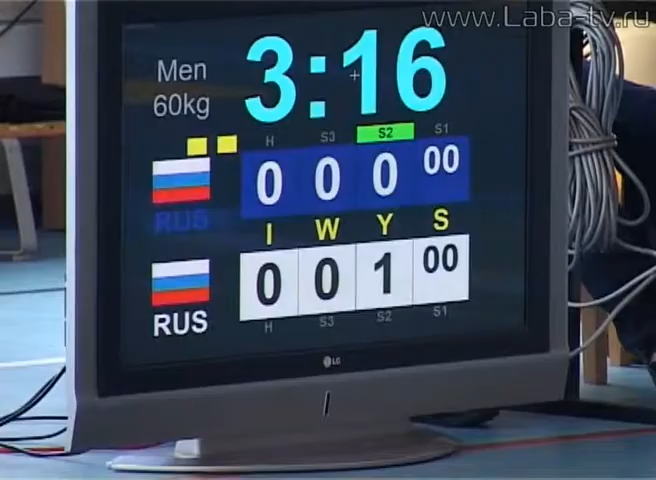 www.Laba-tv.ru
Men
60kg
3:16
H S3 S2 S1
0 0 0 00
RUS
I W Y S
0 0 1 00
RUS
H S3 S2 S1
LG